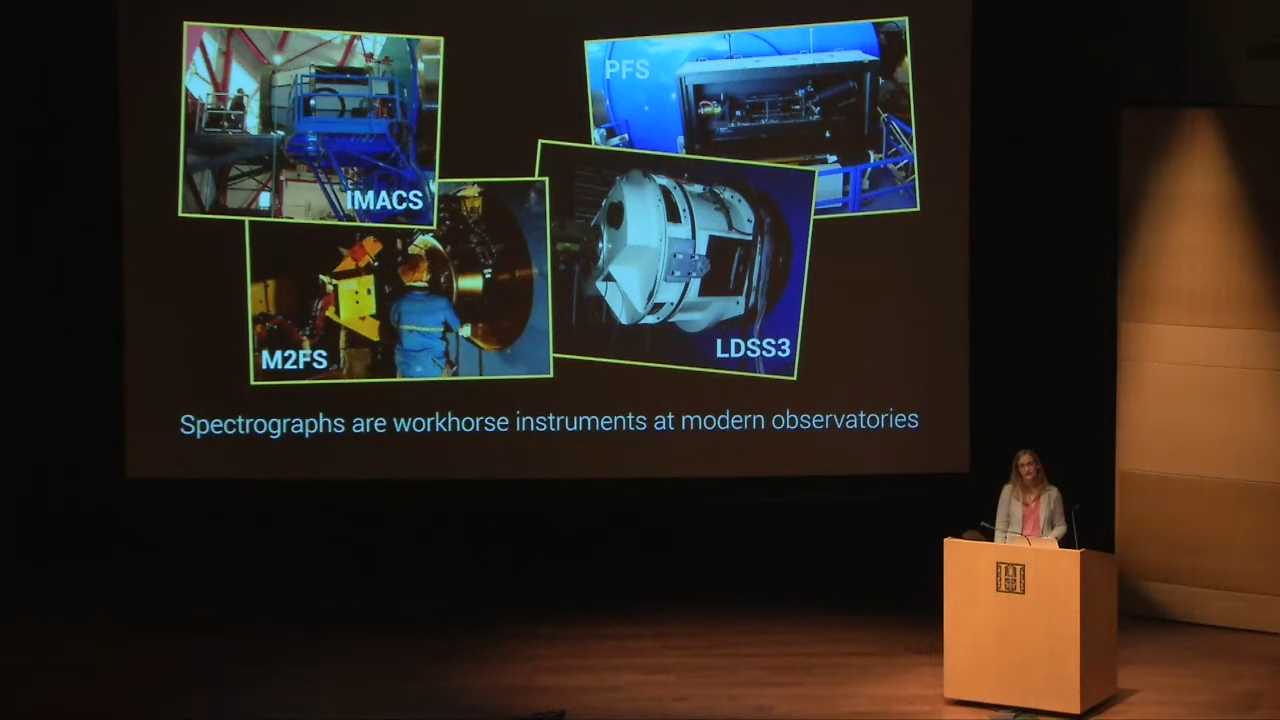 PFS
IMACS
M2FS
LDSS3
Spectrographs are workhorse instruments at modern observatories
H